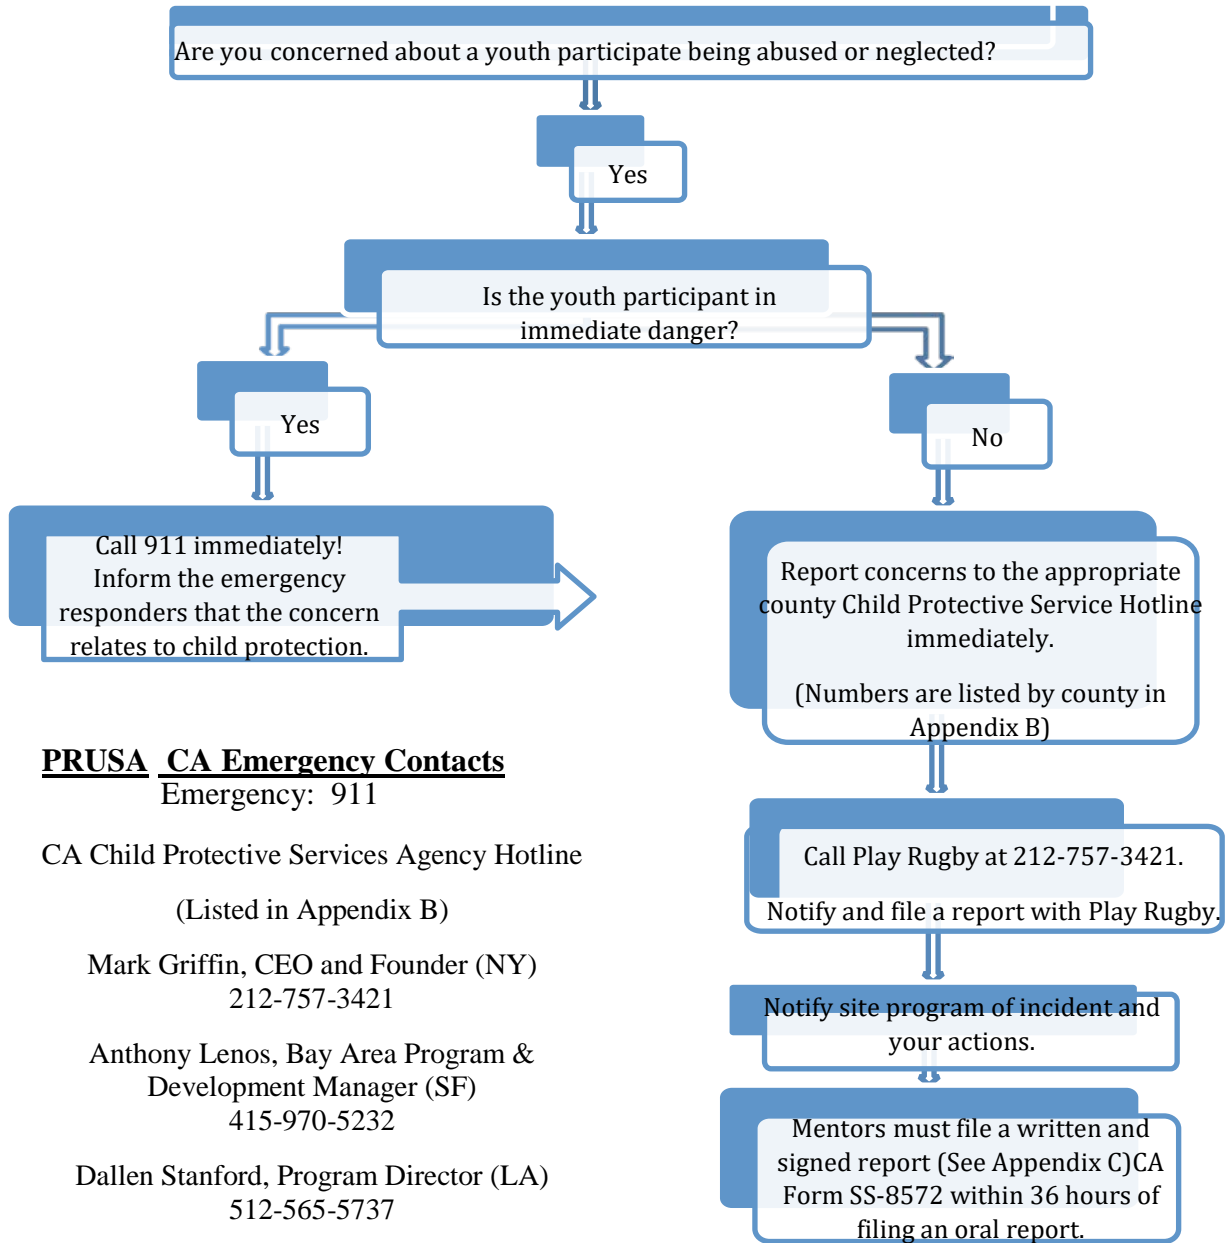 Are you concerned about a youth participate being abused or neglected?
Yes
Is the youth participant in
immediate danger?
Yes
No
Call 911 immediately!
Inform the emergency
responders that the concern
relates to child protection.
Report concerns to the appropriate
county Child Protective Service Hotline
immediately.
(Numbers are listed by county in
Appendix B)
Call Play Rugby at 212-757-3421.
Notify and file a report with Play Rugby.
Notify site program of incident and
your actions.
Mentors must file a written and
signed report (See Appendix C)CA
Form SS-8572 within 36 hours of
filing an oral report.
PRUSA CA Emergency Contacts
Emergency: 911
CA Child Protective Services Agency Hotline
(Listed in Appendix B)
Mark Griffin, CEO and Founder (NY)
212-757-3421
Anthony Lenos, Bay Area Program &
Development Manager (SF)
415-970-5232
Dallen Stanford, Program Director (LA)
512-565-5737